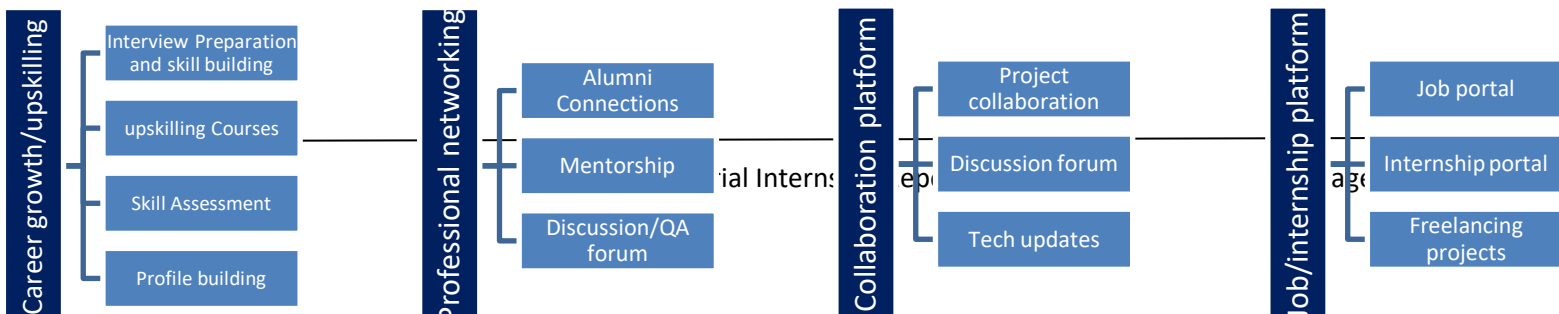 Career growth/upskilling
Interview Preparation
and skill building
upskilling Courses
Skill Assessment
Profile building
Professional networking
Alumni
Connections
Mentorship
Discussion/QA
forum
Collaboration platform
Project
collaboration
Discussion forum
Tech updates
Job/internship platform
Job portal
Internship portal
Freelancing
projects